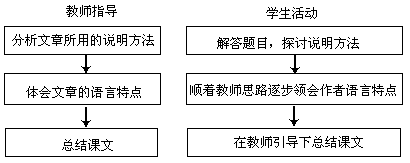 教师指导
学生活动
分析文章所用的说明方法
解答题目，探讨说明方法
体会文章的语言特点
顺着教师思路逐步领会作者语言特点
总结课文
在教师引导下总结课文